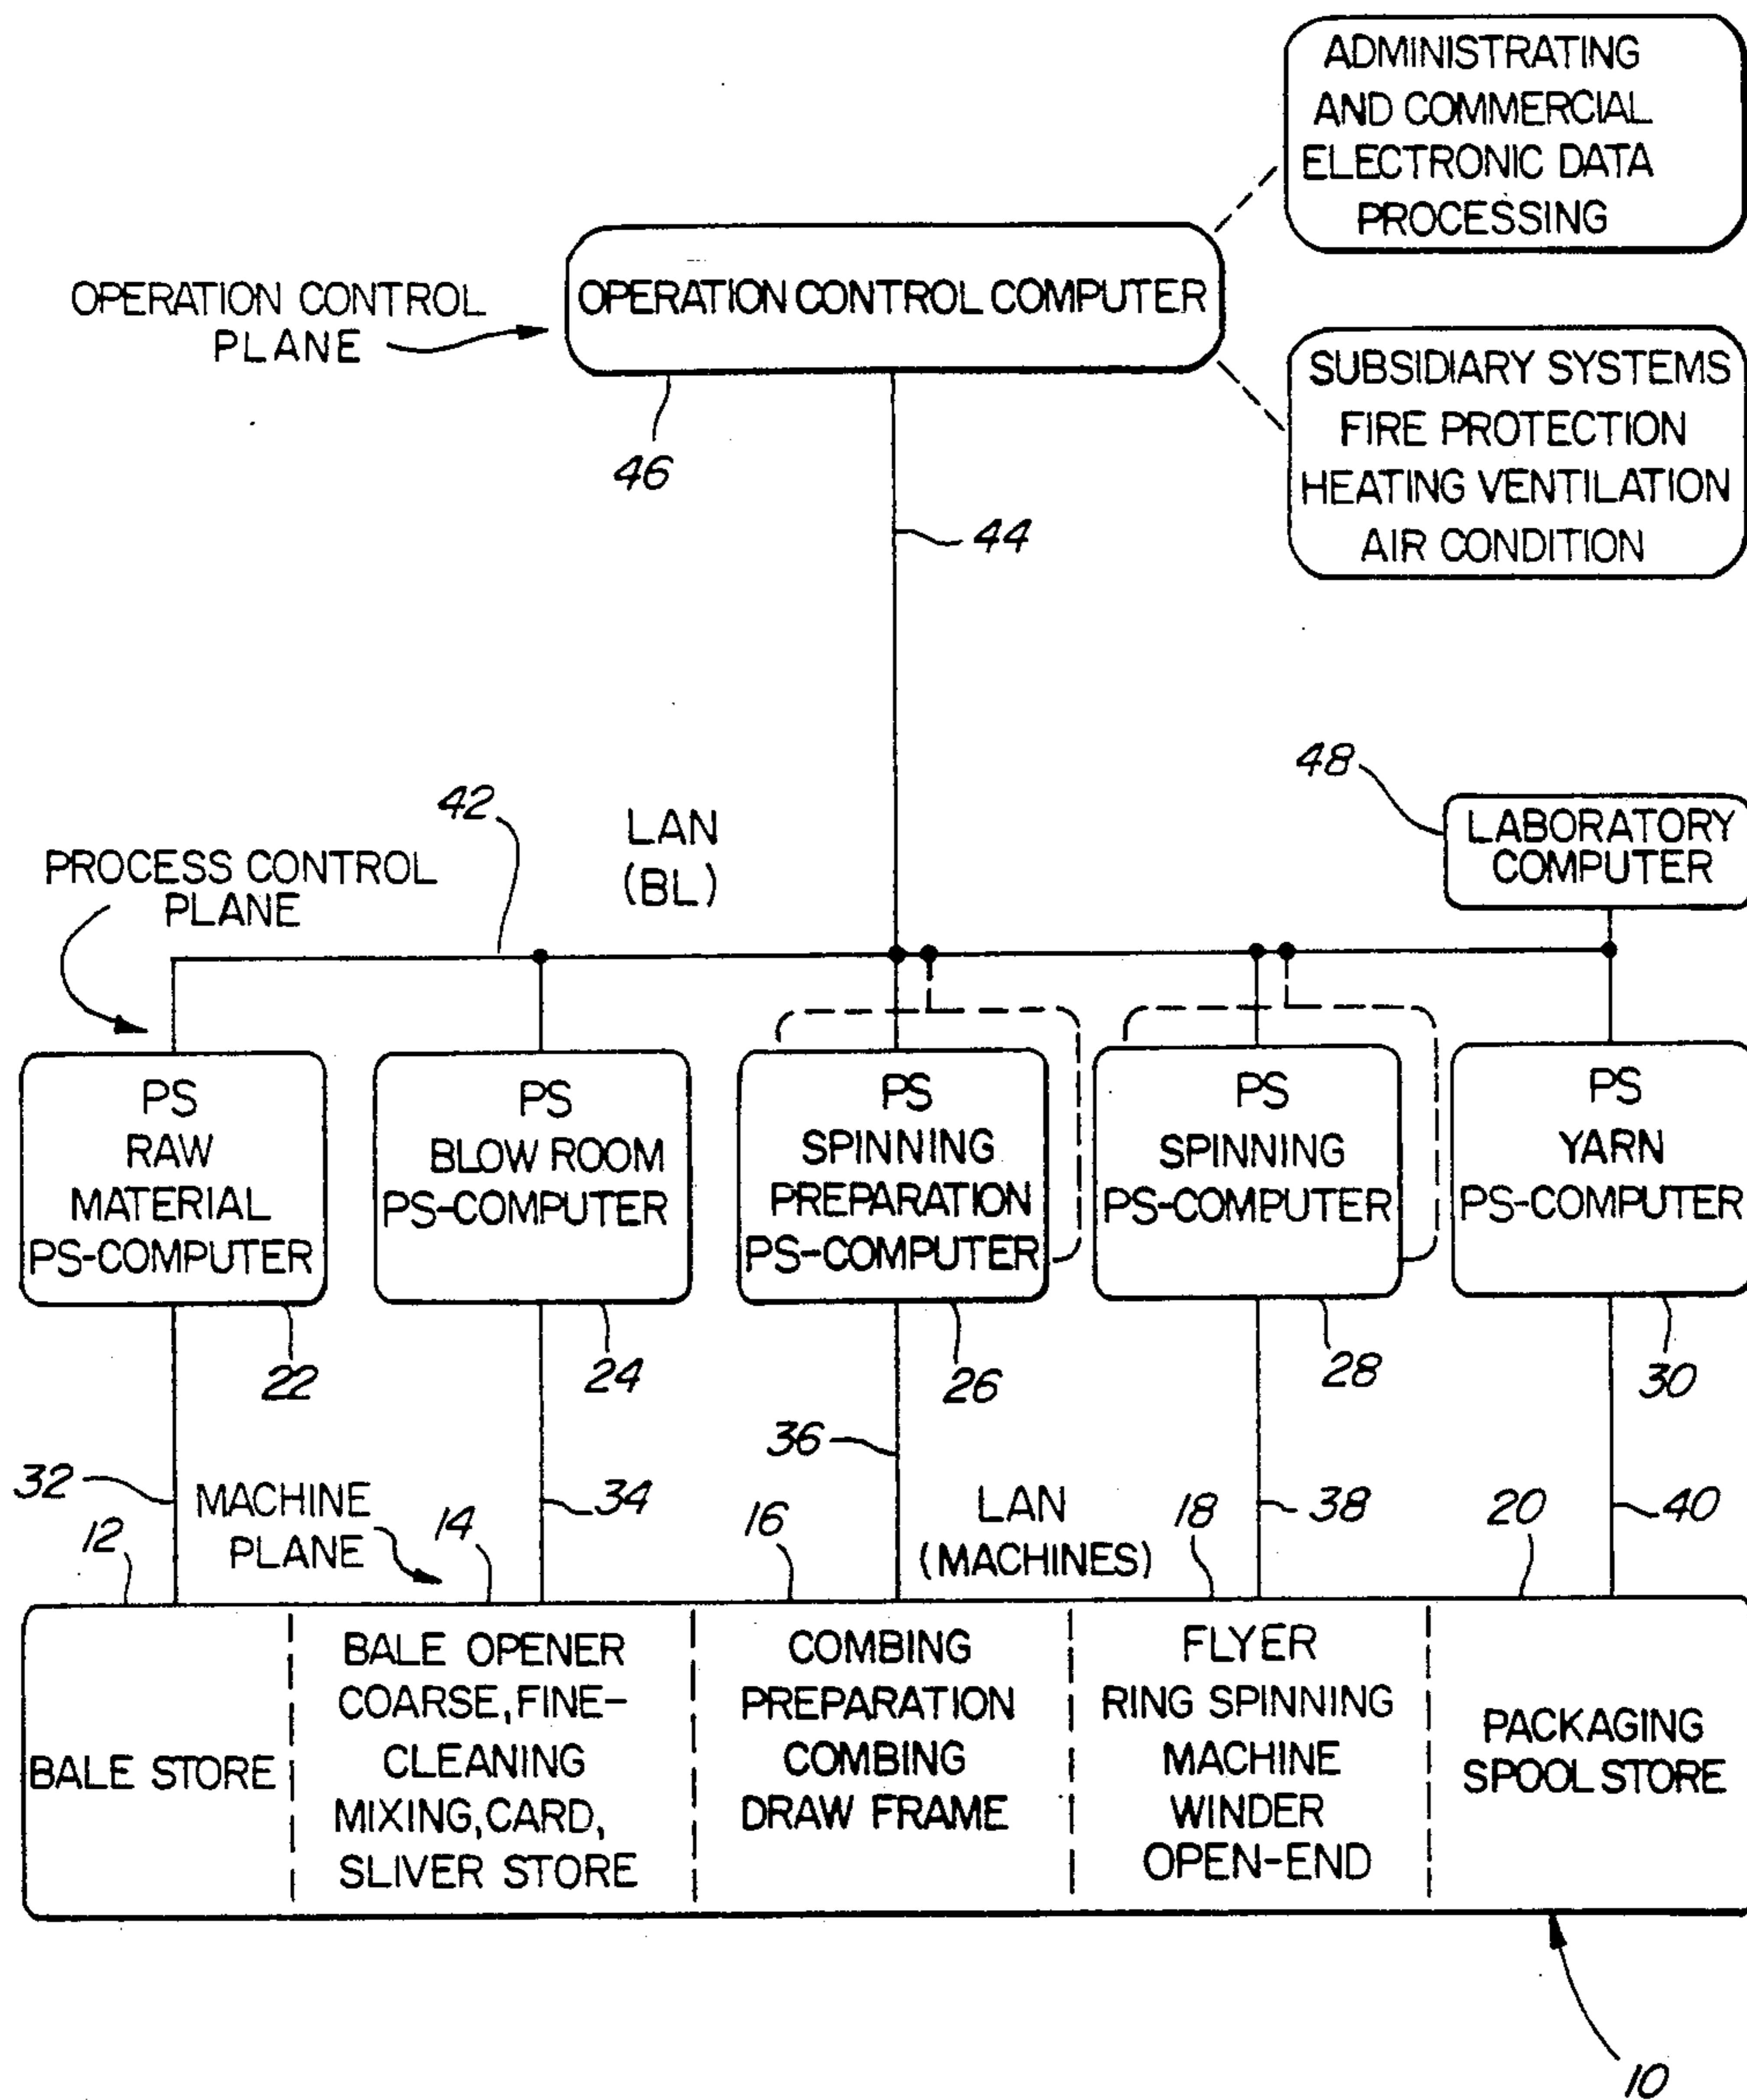 ADMINISTRATING
AND COMMERCIAL
ELECTRONIC DATA
PROCESSING
OPERATION CONTROL
PLANE
OPERATION CONTROL COMPUTER
46
SUBSIDIARY SYSTEMS
FIRE PROTECTION
HEATING VENTILATION
AIR CONDITION
44
48
LABORATORY
COMPUTER
42
LAN
(BL)
PROCESS CONTROL
PLANE
PS
RAW
MATERIAL
PS-COMPUTER
22
PS
BLOW ROOM
PS-COMPUTER
24
PS
SPINNING
PREPARATION
PS-COMPUTER
26
PS
SPINNING
PS-COMPUTER
28
PS
YARN
PS-COMPUTER
30
32
MACHINE
PLANE
34
36
LAN
(MACHINES)
38
40
12
14
16
18
20
BALE STORE
BALE OPENER
COARSE, FINE-
CLEANING
MIXING, CARD,
SLIVER STORE
COMBING
PREPARATION
COMBING
DRAW FRAME
FLYER
RING SPINNING
MACHINE
WINDER
OPEN-END
PACKAGING
SPOOL STORE
10